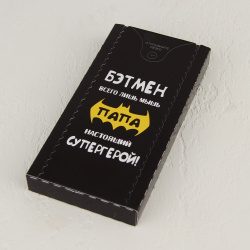 БЭТМЕН
ВСЕГО ЛИШЬ МЫШЬ
ПАПА
НАСТОЯЩИЙ
СУПЕРГЕРОЙ!